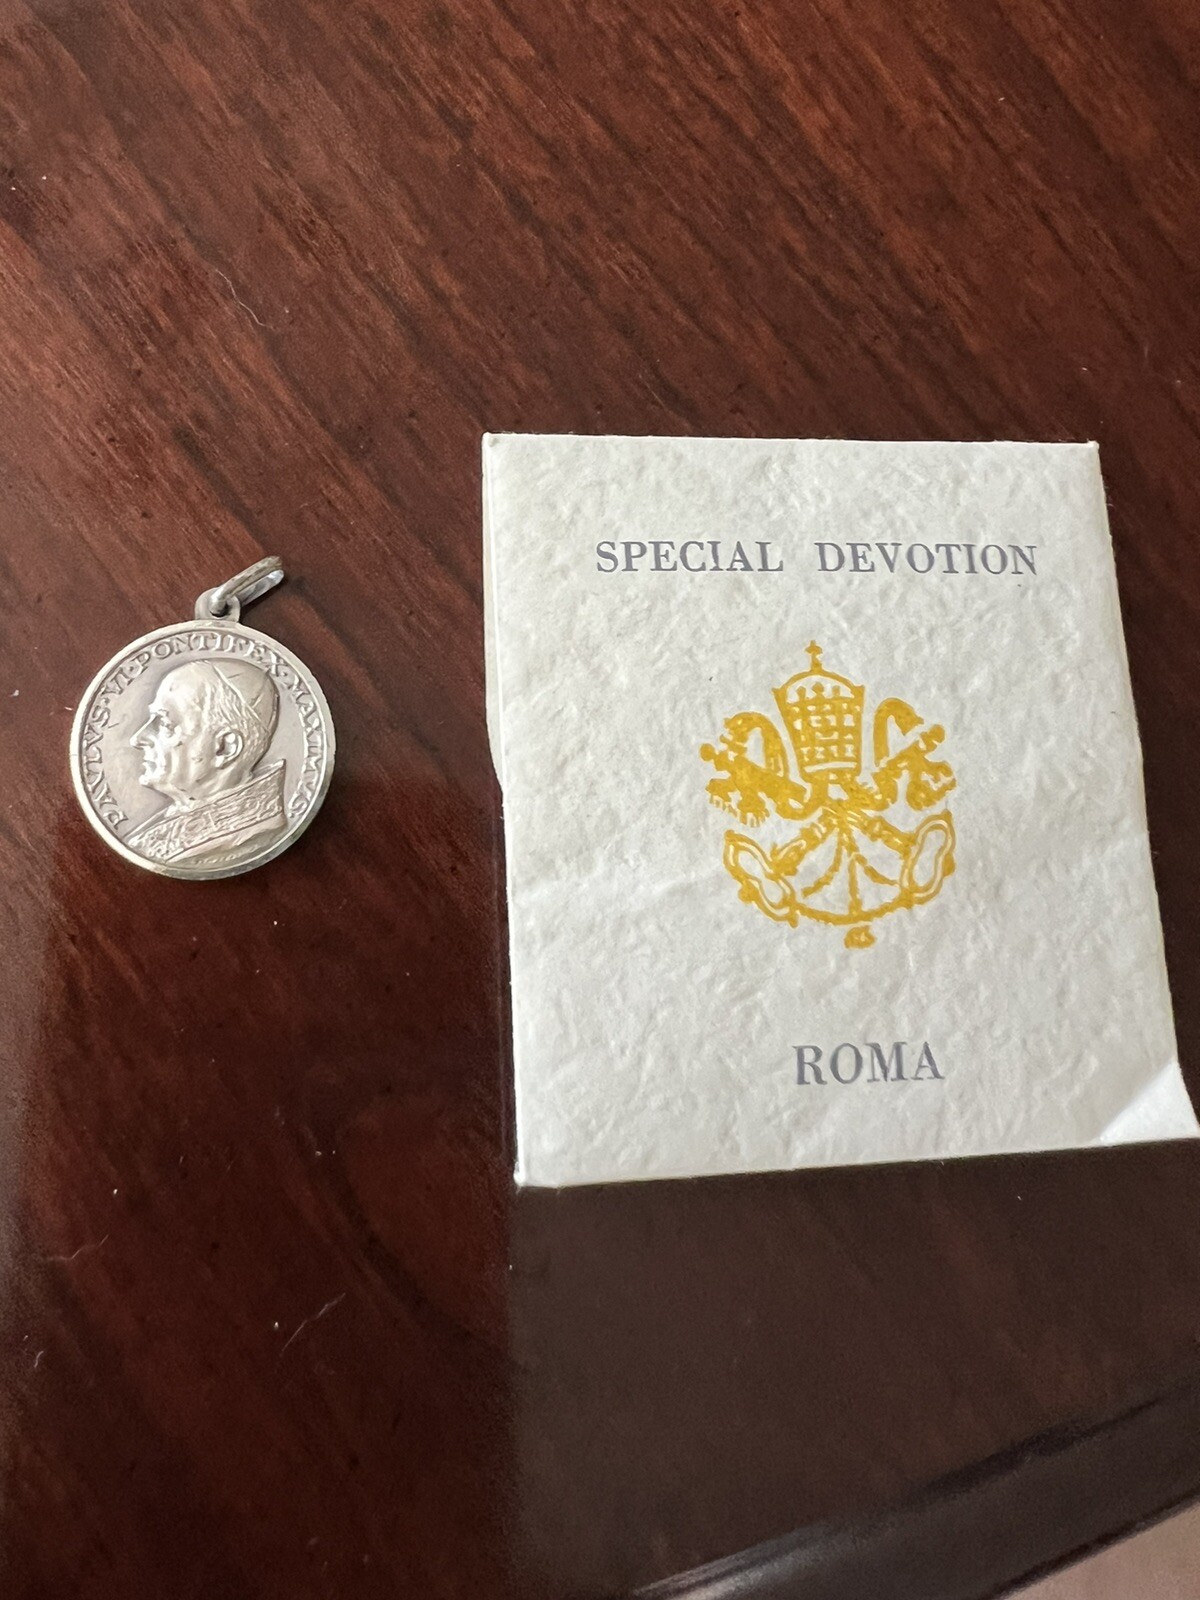 PAVLVS·VI·PONTIFEX·MAXIMVS
SPECIAL DEVOTION
ROMA